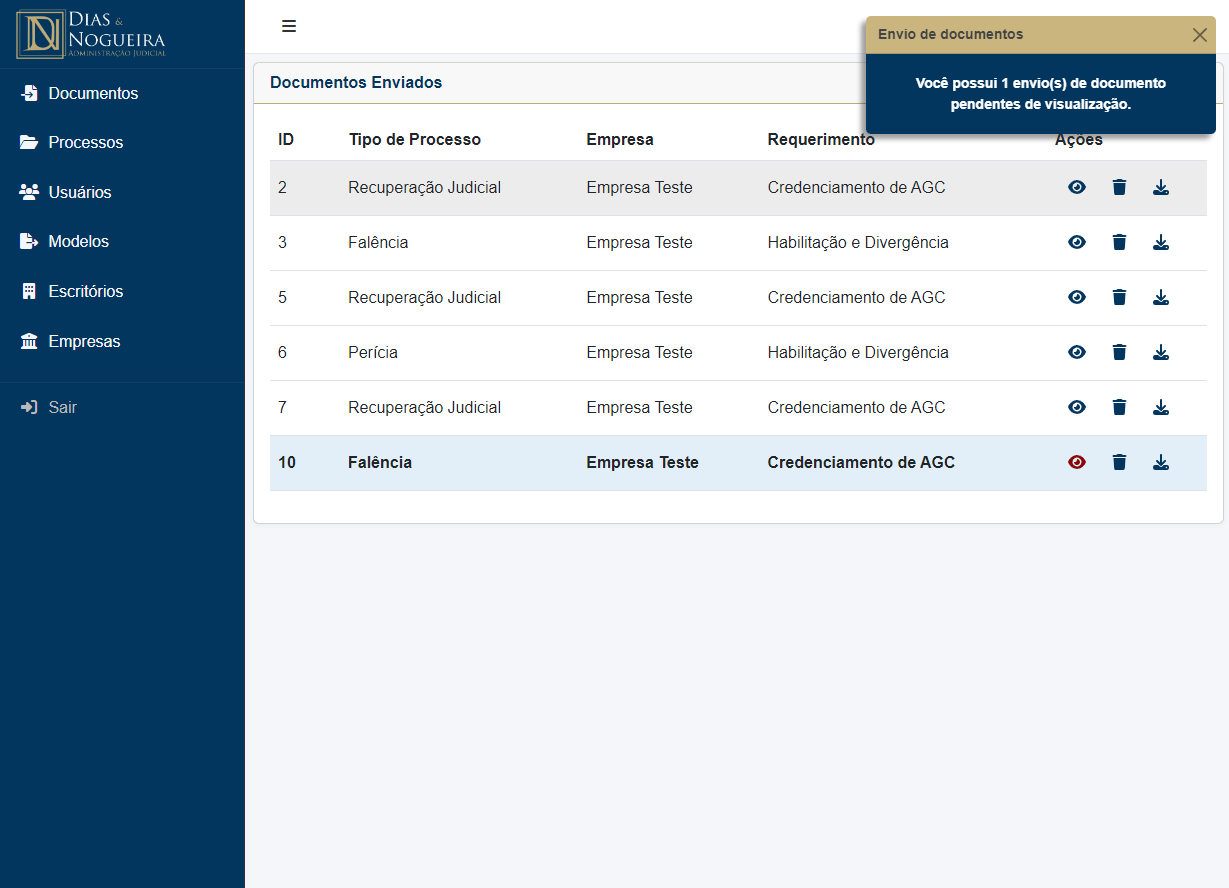 DIAS &
NOGUEIRA
ADMINISTRAÇÃO JUDICIAL
Documentos
Processos
Usuários
Modelos
Escritórios
Empresas
Sair
Envio de documentos
Você possui 1 envio(s) de documento
pendentes de visualização.
Documentos Enviados
ID Tipo de Processo Empresa Requerimento Ações
2 Recuperação Judicial Empresa Teste Credenciamento de AGC
3 Falência Empresa Teste Habilitação e Divergência
5 Recuperação Judicial Empresa Teste Credenciamento de AGC
6 Perícia Empresa Teste Habilitação e Divergência
7 Recuperação Judicial Empresa Teste Credenciamento de AGC
10 Falência Empresa Teste Credenciamento de AGC